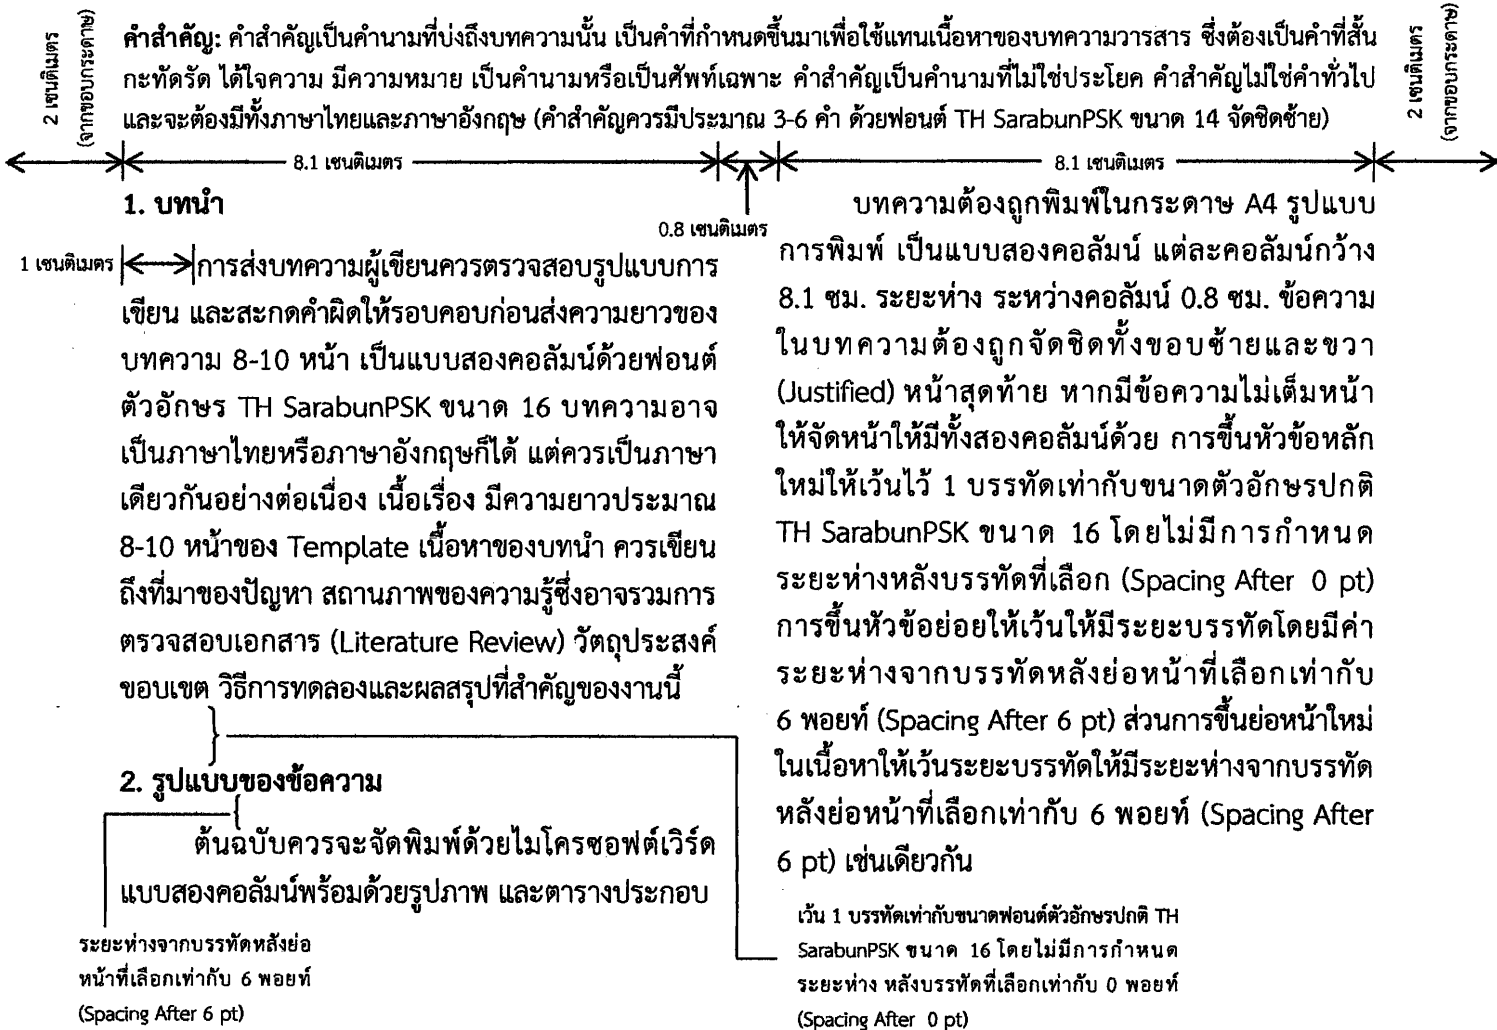 2 เซนติเมตร
(จากขอบกระดาษ)
คำสำคัญ: คำสำคัญเป็นคำนามที่บ่งถึงบทความนั้น เป็นคำที่กำหนดขึ้นมาเพื่อใช้แทนเนื้อหาของบทความวารสาร ซึ่งต้องเป็นคำที่สั้น
กะทัดรัด ได้ใจความ มีความหมาย เป็นคำนามหรือเป็นศัพท์เฉพาะ คำสำคัญเป็นคำนามที่ไม่ใช่ประโยค คำสำคัญไม่ใช่คำทั่วไป
และจะต้องมีทั้งภาษาไทยและภาษาอังกฤษ (คำสำคัญควรมีประมาณ 3-6 คำ ด้วยฟอนต์ TH SarabunPSK ขนาด 14 จัดชิดซ้าย)
2 เซนติเมตร
(จากขอบกระดาษ)
8.1 เซนติเมตร
8.1 เซนติเมตร
0.8 เซนติเมตร
1. บทนำ
1 เซนติเมตร
การส่งบทความผู้เขียนควรตรวจสอบรูปแบบการ
เขียน และสะกดคำผิดให้รอบคอบก่อนส่งความยาวของ
บทความ 8-10 หน้า เป็นแบบสองคอลัมน์ด้วยฟอนต์
ตัวอักษร TH SarabunPSK ขนาด 16 บทความอาจ
เป็นภาษาไทยหรือภาษาอังกฤษก็ได้ แต่ควรเป็นภาษา
เดียวกันอย่างต่อเนื่อง เนื้อเรื่อง มีความยาวประมาณ
8-10 หน้าของ Template เนื้อหาของบทนำ ควรเขียน
ถึงที่มาของปัญหา สถานภาพของความรู้ซึ่งอาจรวมการ
ตรวจสอบเอกสาร (Literature Review) วัตถุประสงค์
ขอบเขต วิธีการทดลองและผลสรุปที่สำคัญของงานนี้
2. รูปแบบของข้อความ
ต้นฉบับควรจะจัดพิมพ์ด้วยไมโครซอฟต์เวิร์ด
แบบสองคอลัมน์พร้อมด้วยรูปภาพ และตารางประกอบ
ระยะห่างจากบรรทัดหลังย่อ
หน้าที่เลือกเท่ากับ 6 พอยท์
(Spacing After 6 pt)
บทความต้องถูกพิมพ์ในกระดาษ A4 รูปแบบ
การพิมพ์ เป็นแบบสองคอลัมน์ แต่ละคอลัมน์กว้าง
8.1 ซม. ระยะห่าง ระหว่างคอลัมน์ 0.8 ซม. ข้อความ
ในบทความต้องถูกจัดชิดทั้งขอบซ้ายและขวา
(Justified) หน้าสุดท้าย หากมีข้อความไม่เต็มหน้า
ให้จัดหน้าให้มีทั้งสองคอลัมน์ด้วย การขึ้นหัวข้อหลัก
ใหม่ให้เว้นไว้ 1 บรรทัดเท่ากับขนาดตัวอักษรปกติ
TH SarabunPSK ขนาด 16 โดยไม่มีการกำหนด
ระยะห่างหลังบรรทัดที่เลือก (Spacing After 0 pt)
การขึ้นหัวข้อย่อยให้เว้นให้มีระยะบรรทัดโดยมีค่า
ระยะห่างจากบรรทัดหลังย่อหน้าที่เลือกเท่ากับ
6 พอยท์ (Spacing After 6 pt) ส่วนการขึ้นย่อหน้าใหม่
ในเนื้อหาให้เว้นระยะบรรทัดให้มีระยะห่างจากบรรทัด
หลังย่อหน้าที่เลือกเท่ากับ 6 พอยท์ (Spacing After
6 pt) เช่นเดียวกัน
เว้น 1 บรรทัดเท่ากับขนาดฟอนต์ตัวอักษรปกติ TH
SarabunPSK ขนาด 16 โดยไม่มีการกำหนด
ระยะห่าง หลังบรรทัดที่เลือกเท่ากับ 0 พอยท์
(Spacing After 0 pt)